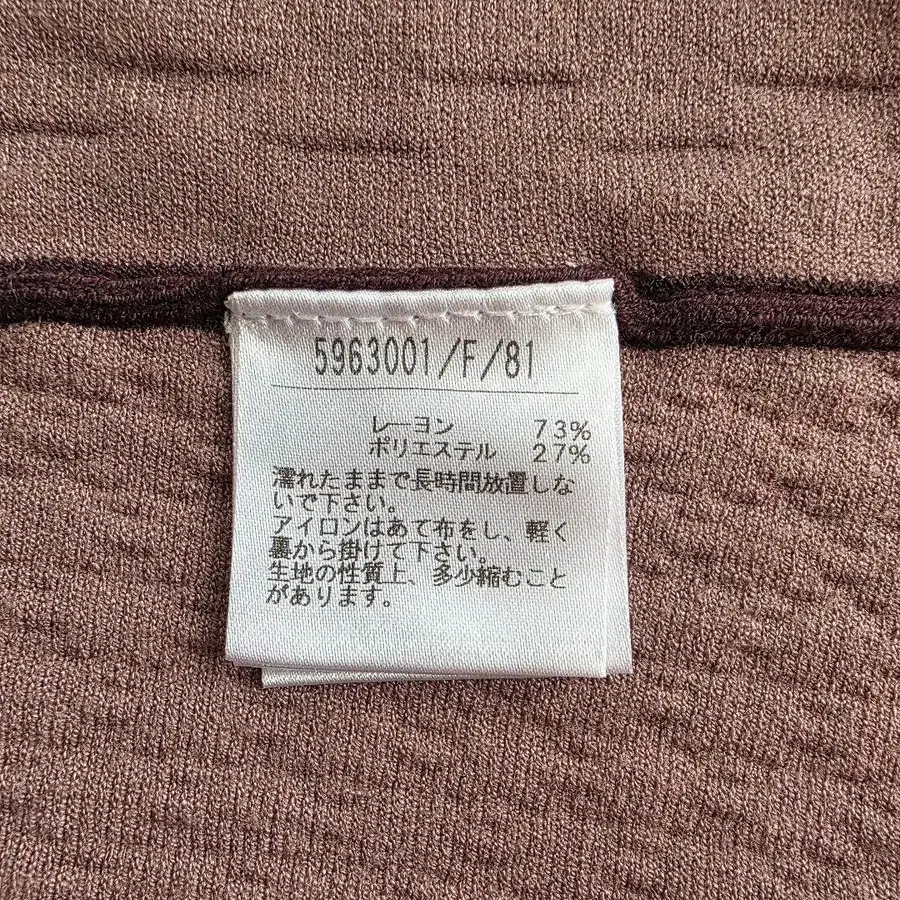 5963001/F/81
レーヨン 73%
ポリエステル 27%
濡れたままで長時間放置しな
いで下さい。
アイロンはあて布をし、軽く
裏から掛けて下さい。
生地の性質上、多少縮むこと
があります。